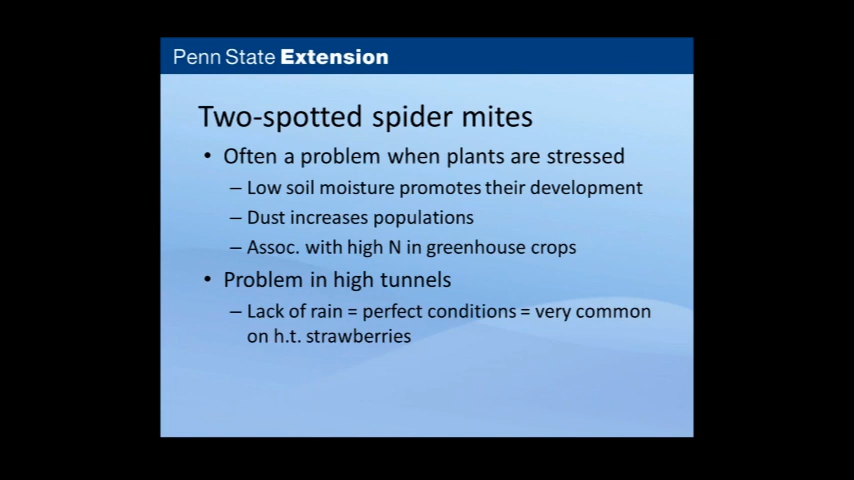 Penn State Extension
Two-spotted spider mites
• Often a problem when plants are stressed
– Low soil moisture promotes their development
– Dust increases populations
– Assoc. with high N in greenhouse crops
• Problem in high tunnels
– Lack of rain = perfect conditions = very common
on h.t. strawberries